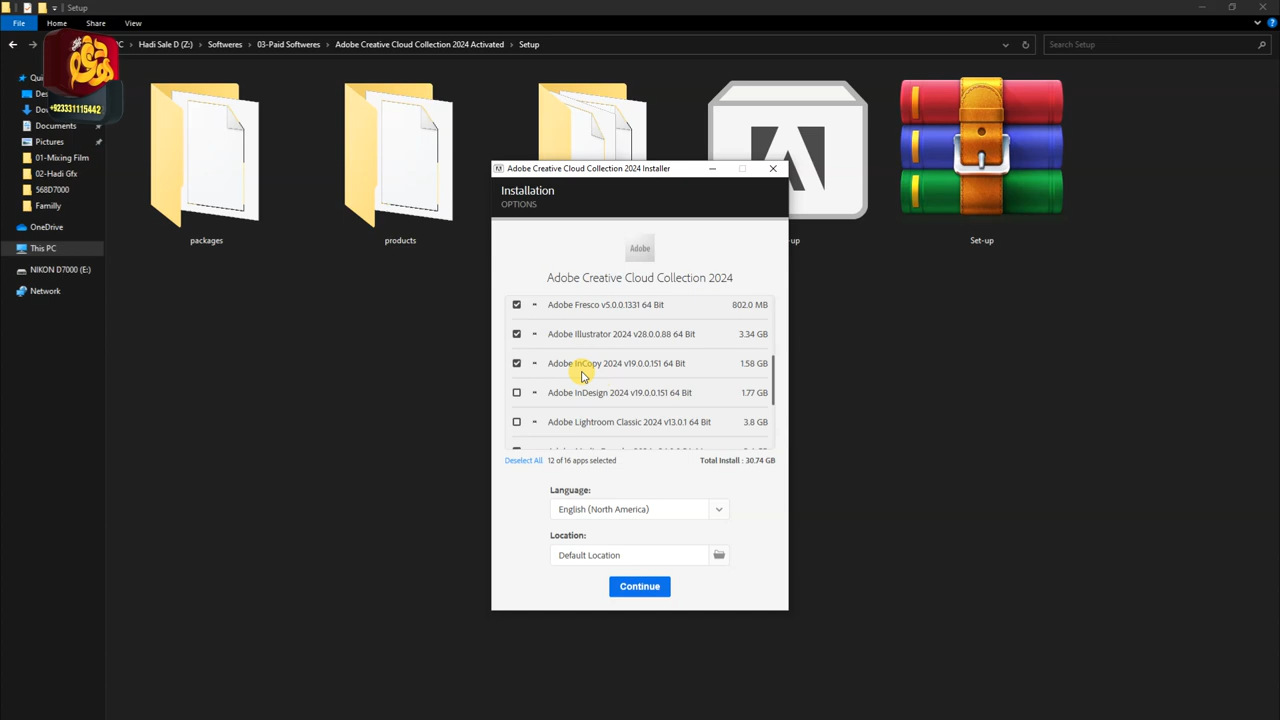 Setup
File Home Share View
PC Hadi Sale D (Z:) Softweres 03-Paid Softweres Adobe Creative Cloud Collection 2024 Activated Setup
Search Setup
+923331115442
Documents
Pictures
01-Mixing Film
02-Hadi Gfx
568D7000
Familly
OneDrive
This PC
NIKON D7000 (E:)
Network
packages
products
Set-up
Adobe Creative Cloud Collection 2024 Installer
Installation
OPTIONS
Adobe
Adobe Creative Cloud Collection 2024
Adobe Fresco v5.0.0.1331 64 Bit 802.0 MB
Adobe Illustrator 2024 v28.0.0.88 64 Bit 3.34 GB
Adobe InCopy 2024 v19.0.0.151 64 Bit 1.58 GB
Adobe InDesign 2024 v19.0.0.151 64 Bit 1.77 GB
Adobe Lightroom Classic 2024 v13.0.1 64 Bit 3.8 GB
Deselect All 12 of 16 apps selected Total Install : 30.74 GB
Language:
English (North America)
Location:
Default Location
Continue